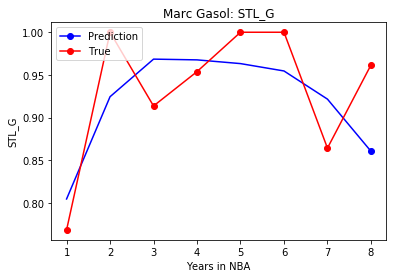 Marc Gasol: STL_G
Prediction
True
1.00
0.95
0.90
0.85
0.80
STL_G
1 2 3 4 5 6 7 8
Years in NBA